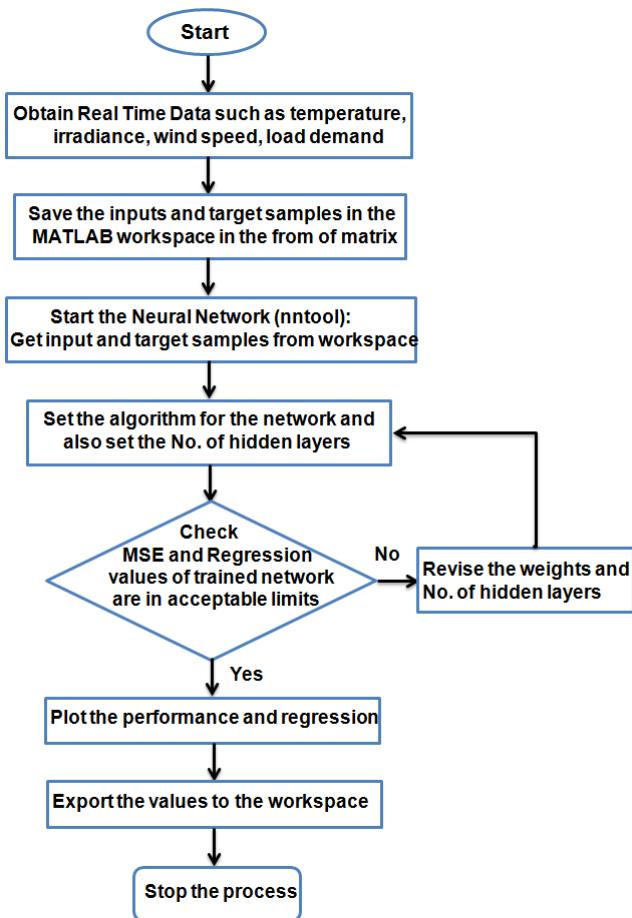 Start
Obtain Real Time Data such as temperature,
irradiance, wind speed, load demand
Save the inputs and target samples in the
MATLAB workspace in the from of matrix
Start the Neural Network (nntool):
Get input and target samples from workspace
Set the algorithm for the network and
also set the No. of hidden layers
Check
MSE and Regression
values of trained network
are in acceptable limits
No
Revise the weights and
No. of hidden layers
Yes
Plot the performance and regression
Export the values to the workspace
Stop the process